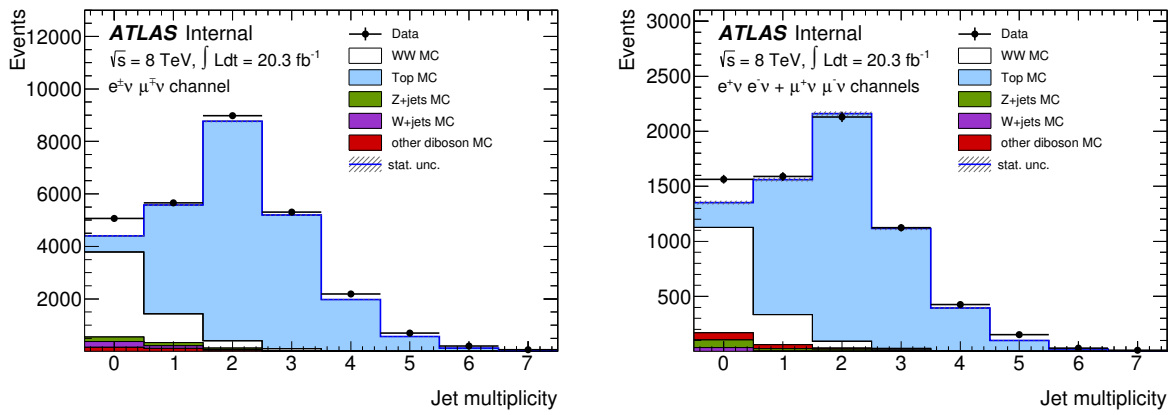 Events
12000
10000
8000
6000
4000
2000
ATLAS Internal
√s = 8 TeV, ∫ Ldt = 20.3 fb⁻¹
e±ν μ∓ν channel
Data
WW MC
Top MC
Z+jets MC
W+jets MC
other diboson MC
stat. unc.
0 1 2 3 4 5 6 7
Jet multiplicity
Events
3000
2500
2000
1500
1000
500
ATLAS Internal
√s = 8 TeV, ∫ Ldt = 20.3 fb⁻¹
e⁺ν e⁻ν + μ⁺ν μ⁻ν channels
Data
WW MC
Top MC
Z+jets MC
W+jets MC
other diboson MC
stat. unc.
0 1 2 3 4 5 6 7
Jet multiplicity